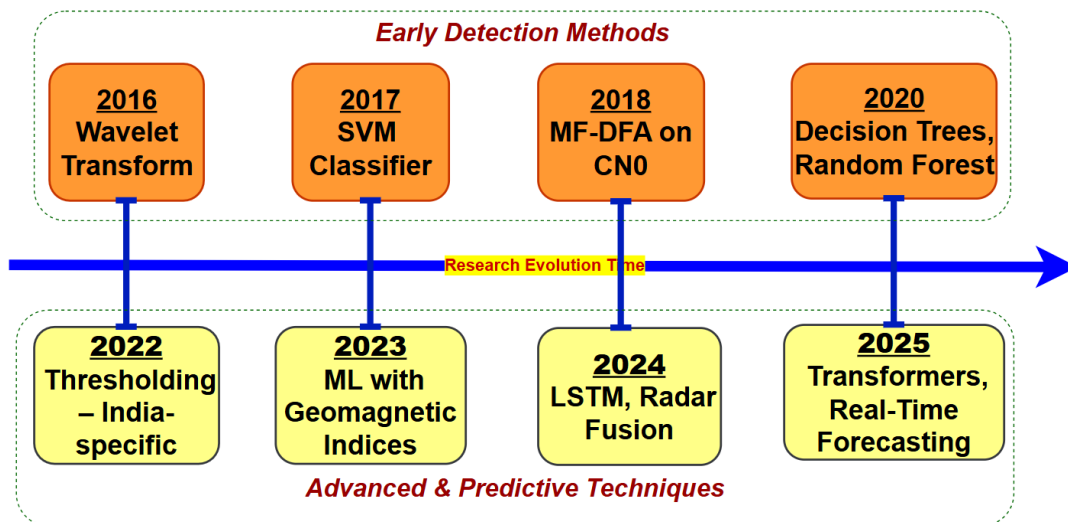 Early Detection Methods
2016
Wavelet
Transform
2017
SVM
Classifier
2018
MF-DFA on
CN0
2020
Decision Trees,
Random Forest
Research Evolution Time
2022
Thresholding
– India-
specific
2023
ML with
Geomagnetic
Indices
2024
LSTM, Radar
Fusion
2025
Transformers,
Real-Time
Forecasting
Advanced & Predictive Techniques